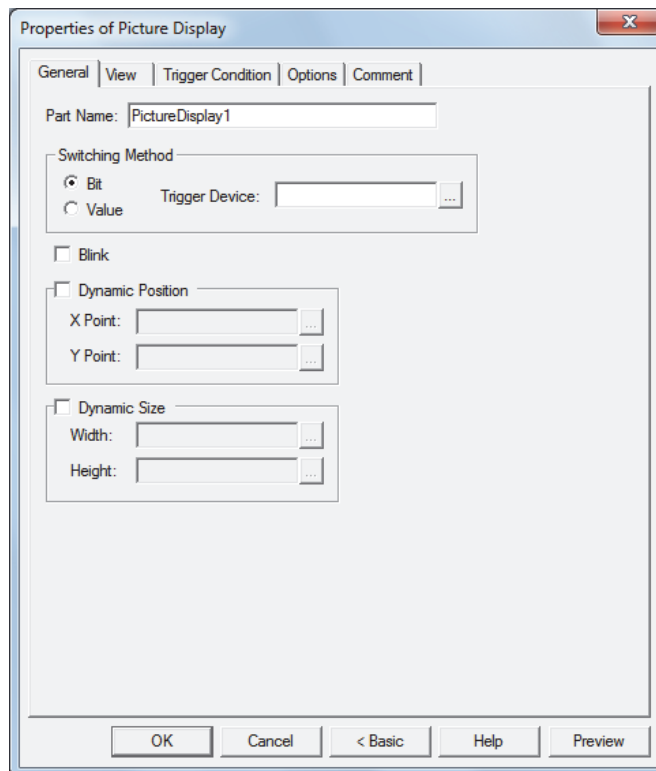 Properties of Picture Display
General View Trigger Condition Options Comment
Part Name: PictureDisplay1
Switching Method
Bit
Trigger Device: ...
Value
Blink
Dynamic Position
X Point: ...
Y Point: ...
Dynamic Size
Width: ...
Height: ...
OK Cancel < Basic Help Preview